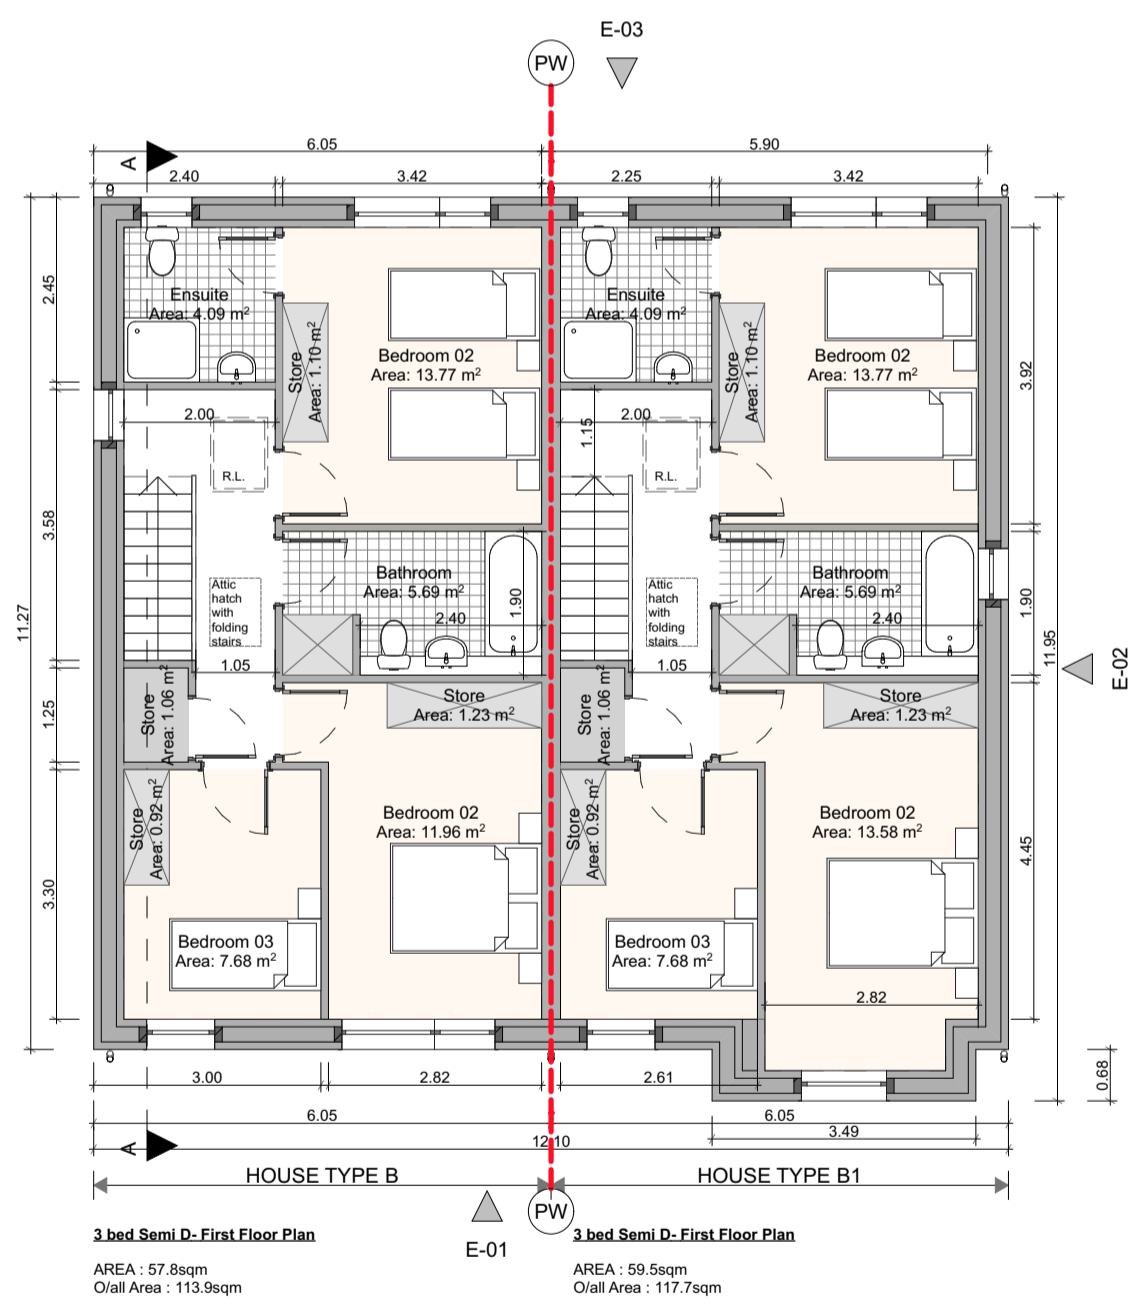 E-03
PW
A
6.05
5.90
2.40
3.42
2.25
3.42
2.45
Ensuite
Area: 4.09 m²
Store
Area: 1.10 m²
Bedroom 02
Area: 13.77 m²
Ensuite
Area: 4.09 m²
Store
Area: 1.10 m²
Bedroom 02
Area: 13.77 m²
3.92
2.00
R.L.
1.15
2.00
R.L.
3.58
11.27
Attic
hatch
with
folding
stairs
Bathroom
Area: 5.69 m²
2.40
1.90
1.05
Attic
hatch
with
folding
stairs
Bathroom
Area: 5.69 m²
2.40
1.05
1.90
11.95
E-02
1.25
Store
Area: 1.06 m²
Store
Area: 1.23 m²
Store
Area: 1.06 m²
Store
Area: 1.23 m²
Store
Area: 0.92 m²
Bedroom 02
Area: 11.96 m²
Store
Area: 0.92 m²
Bedroom 02
Area: 13.58 m²
4.45
3.30
Bedroom 03
Area: 7.68 m²
Bedroom 03
Area: 7.68 m²
2.82
3.00
2.82
2.61
0.68
6.05
6.05
3.49
A
12.10
HOUSE TYPE B
HOUSE TYPE B1
PW
E-01
3 bed Semi D- First Floor Plan
AREA : 57.8sqm
O/all Area : 113.9sqm
3 bed Semi D- First Floor Plan
AREA : 59.5sqm
O/all Area : 117.7sqm